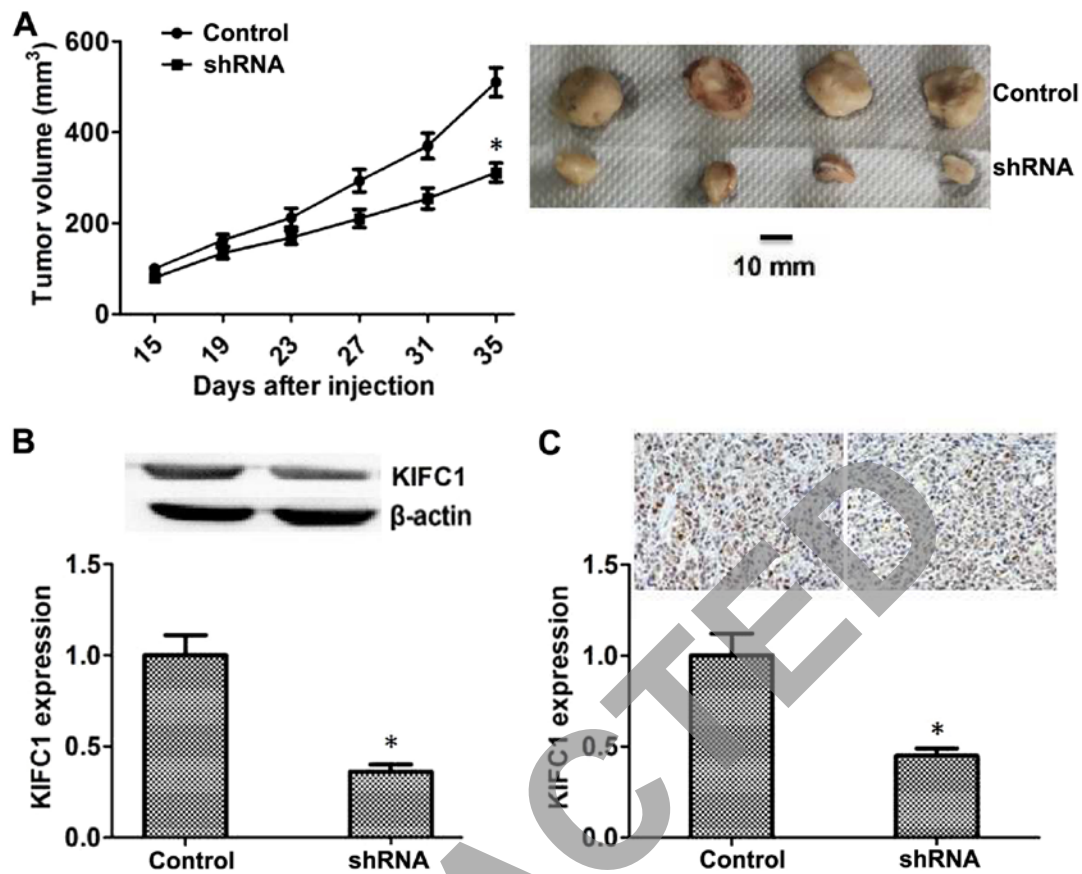 A
600
400
200
0
Tumor volume (mm³)
Control
shRNA
*
15 19 23 27 31 35
Days after injection
Control
shRNA
10 mm
B
KIFC1
β-actin
1.5
1.0
0.5
0.0
KIFC1 expression
*
Control shRNA
C
1.5
1.0
0.5
0.0
KIFC1 expression
*
Control shRNA
ACTED